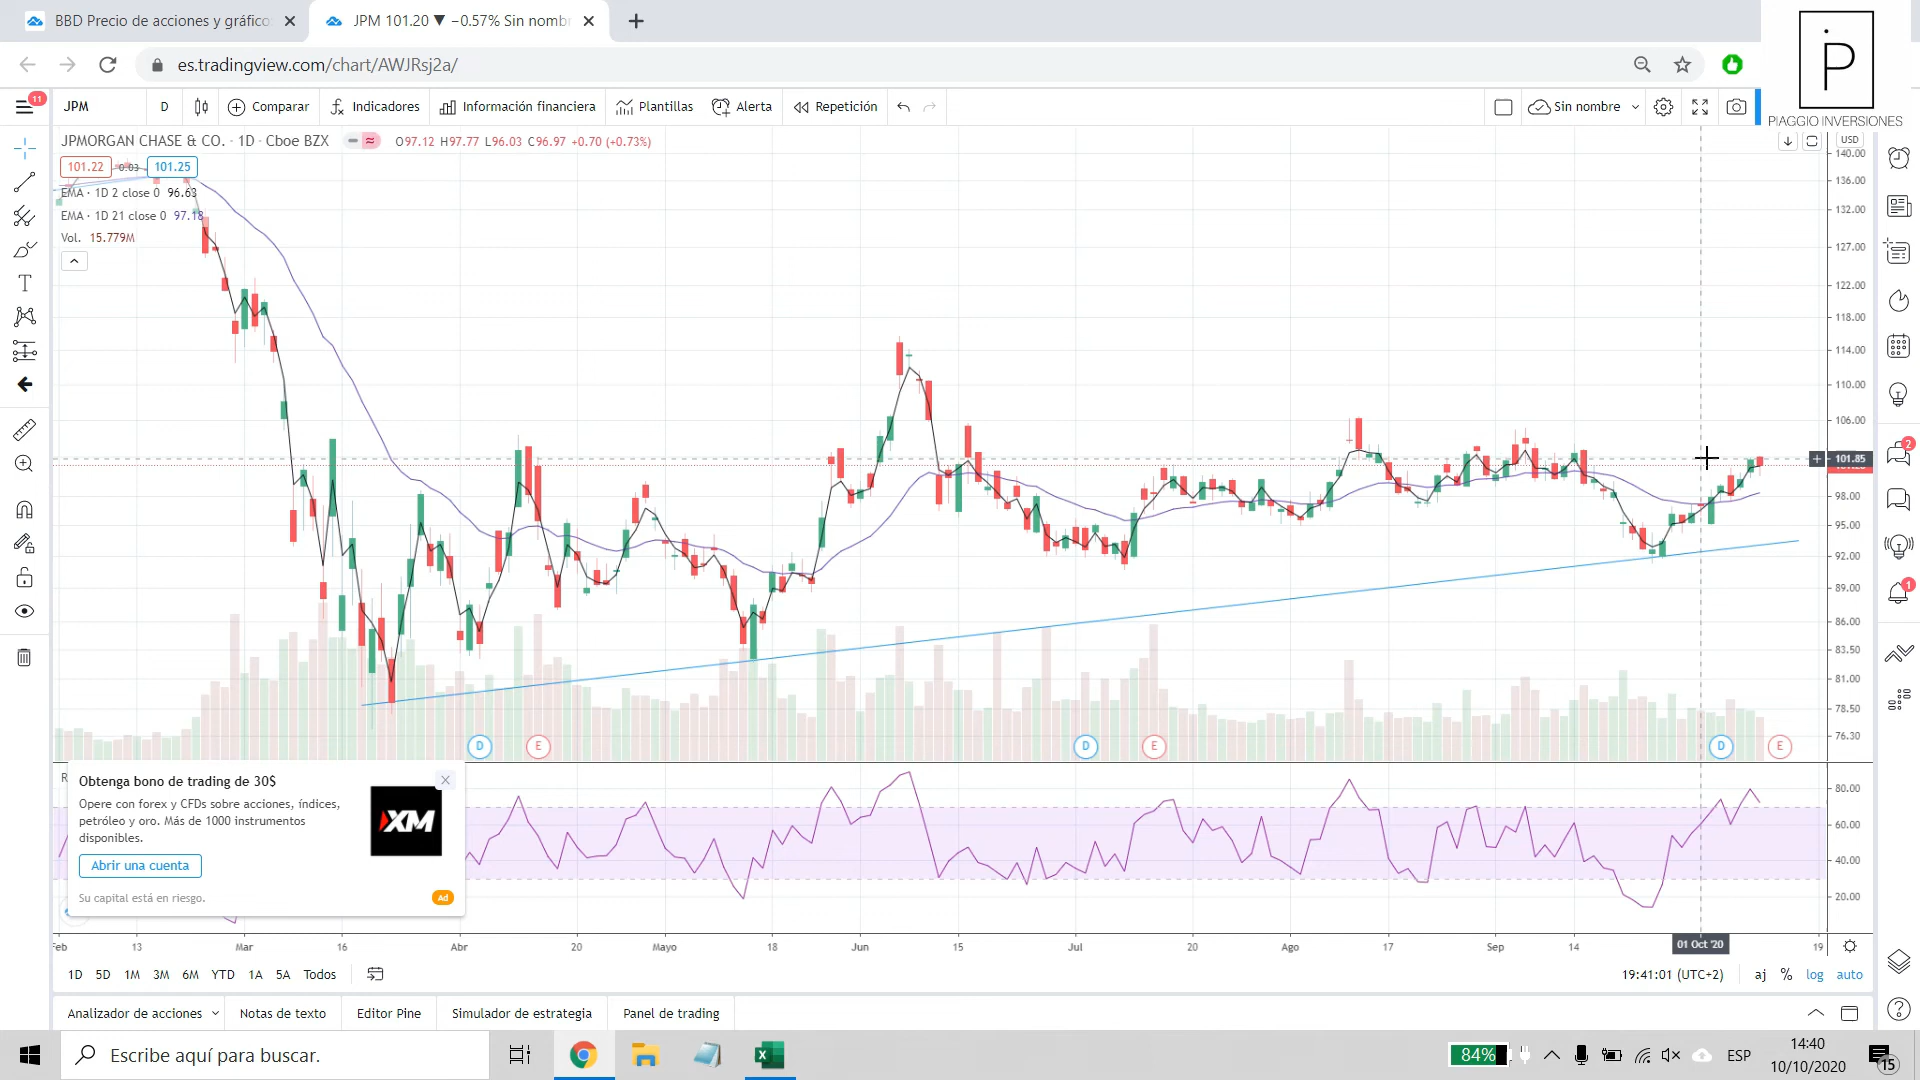 BBD Precio de acciones y gráfico
JPM 101.20 ▼ −0.57% Sin nomb
es.tradingview.com/chart/AWJRsj2a/
iP
PIAGGIO INVERSIONES
11
JPM
D
Comparar
Indicadores
Información financiera
Plantillas
Alerta
Repetición
Sin nombre
JPMORGAN CHASE & CO. · 1D · Cboe BZX
O97.12 H97.77 L96.03 C96.97 +0.70 (+0.73%)
101.22 0.03 101.25
EMA · 1D 2 close 0 96.63
EMA · 1D 21 close 0 97.18
Vol. 15.779M
USD
140.00
136.00
132.00
127.00
122.00
118.00
114.00
110.00
106.00
101.85
98.00
95.00
92.00
89.00
86.00
83.50
81.00
78.50
76.30
2
1
D
E
D
E
D
E
R
80.00
60.00
40.00
20.00
Obtenga bono de trading de 30$
Opere con forex y CFDs sobre acciones, índices,
petróleo y oro. Más de 1000 instrumentos
disponibles.
Abrir una cuenta
Su capital está en riesgo.
XM
Ad
Feb 13 Mar 16 Abr 20 Mayo 18 Jun 15 Jul 20 Ago 17 Sep 14 01 Oct '20 19
1D 5D 1M 3M 6M YTD 1A 5A Todos
19:41:01 (UTC+2) aj % log auto
Analizador de acciones
Notas de texto
Editor Pine
Simulador de estrategia
Panel de trading
Escribe aquí para buscar.
84%
ESP
14:40
10/10/2020
15